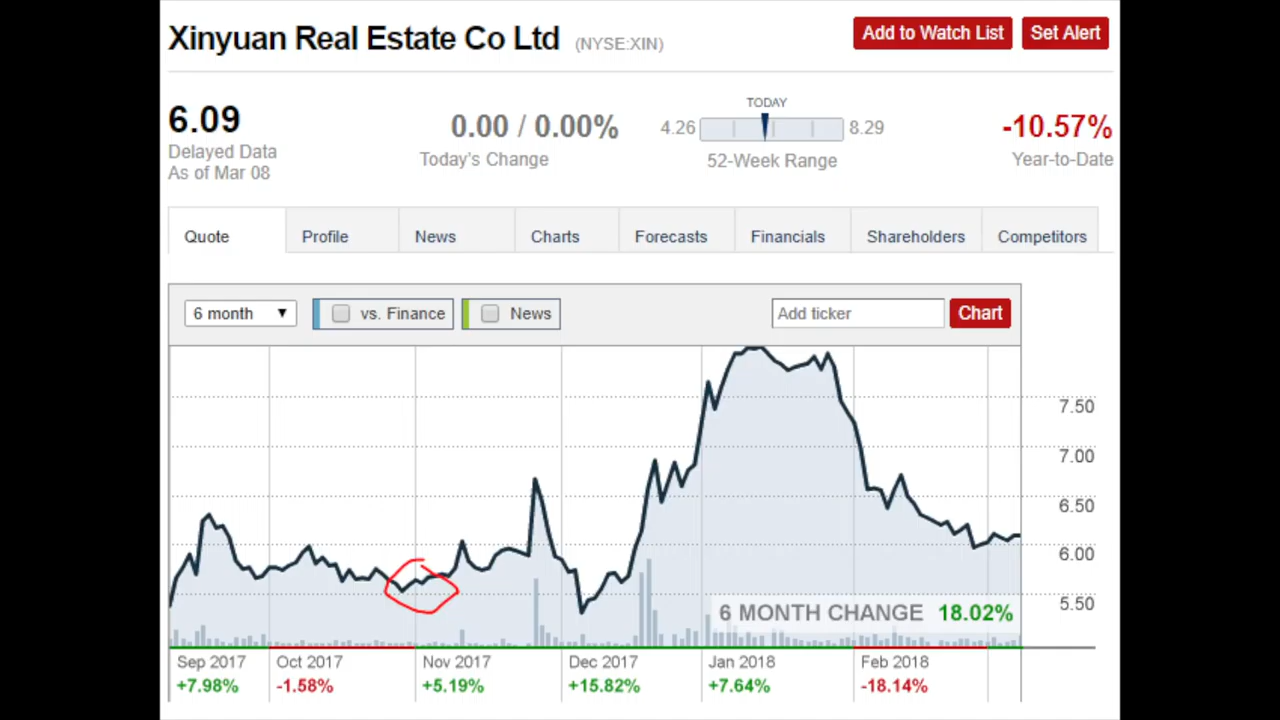 Xinyuan Real Estate Co Ltd (NYSE:XIN)
Add to Watch List
Set Alert
6.09
Delayed Data
As of Mar 08
0.00 / 0.00%
Today's Change
TODAY
4.26
8.29
52-Week Range
-10.57%
Year-to-Date
Quote
Profile
News
Charts
Forecasts
Financials
Shareholders
Competitors
6 month
vs. Finance
News
Add ticker
Chart
7.50
7.00
6.50
6.00
5.50
6 MONTH CHANGE 18.02%
Sep 2017
Oct 2017
Nov 2017
Dec 2017
Jan 2018
Feb 2018
+7.98%
-1.58%
+5.19%
+15.82%
+7.64%
-18.14%